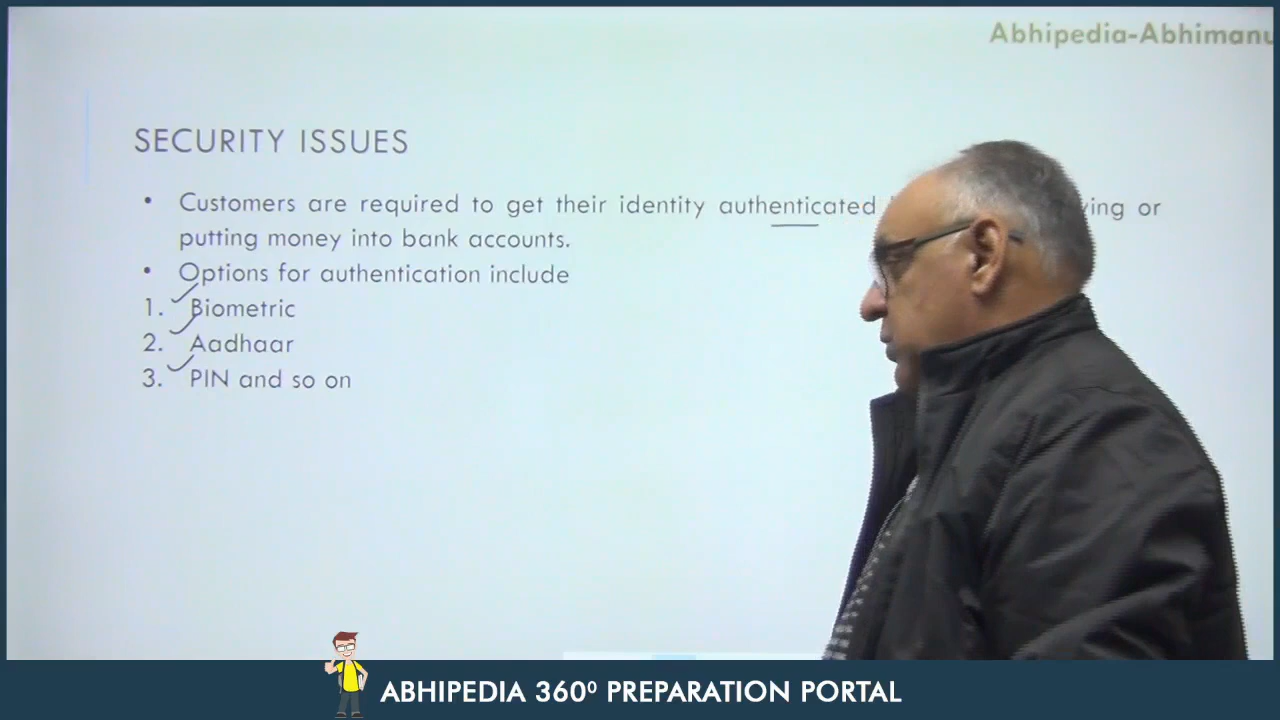 Abhipedia-Abhimanu
SECURITY ISSUES
• Customers are required to get their identity authenticated or
putting money into bank accounts.
• Options for authentication include
1. Biometric
2. Aadhaar
3. PIN and so on
ABHIPEDIA 360⁰ PREPARATION PORTAL